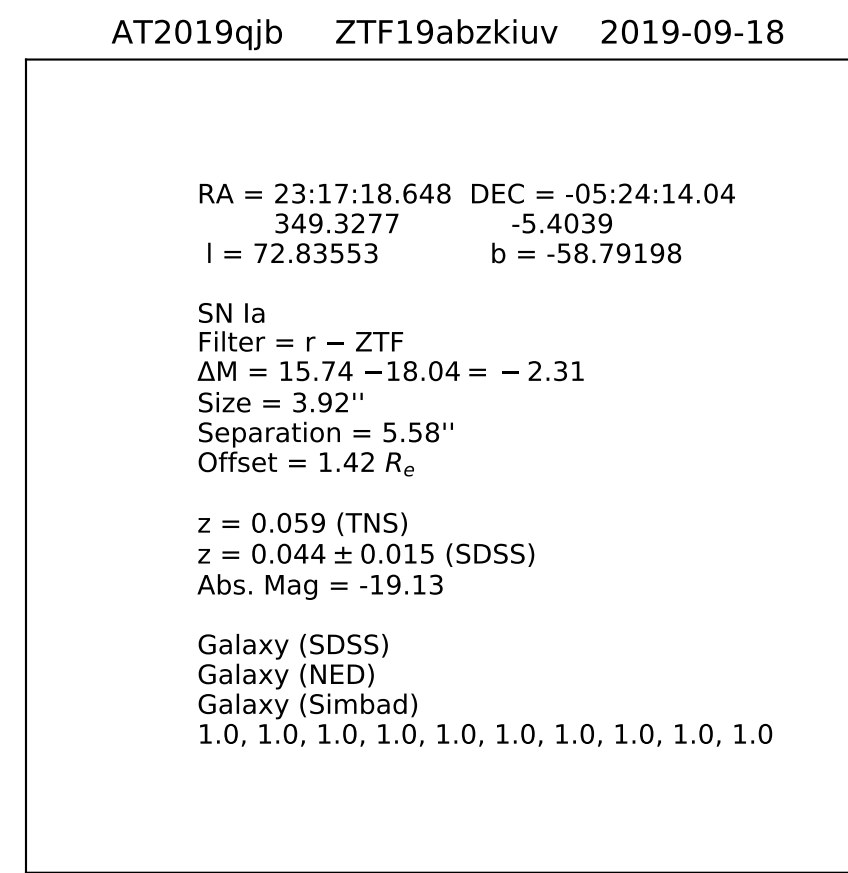 AT2019qjb ZTF19abzkiuv 2019-09-18
RA = 23:17:18.648 DEC = -05:24:14.04
349.3277 -5.4039
l = 72.83553 b = -58.79198
SN Ia
Filter = r − ZTF
ΔM = 15.74 −18.04 = − 2.31
Size = 3.92''
Separation = 5.58''
Offset = 1.42 Rₑ
z = 0.059 (TNS)
z = 0.044 ± 0.015 (SDSS)
Abs. Mag = -19.13
Galaxy (SDSS)
Galaxy (NED)
Galaxy (Simbad)
1.0, 1.0, 1.0, 1.0, 1.0, 1.0, 1.0, 1.0, 1.0, 1.0